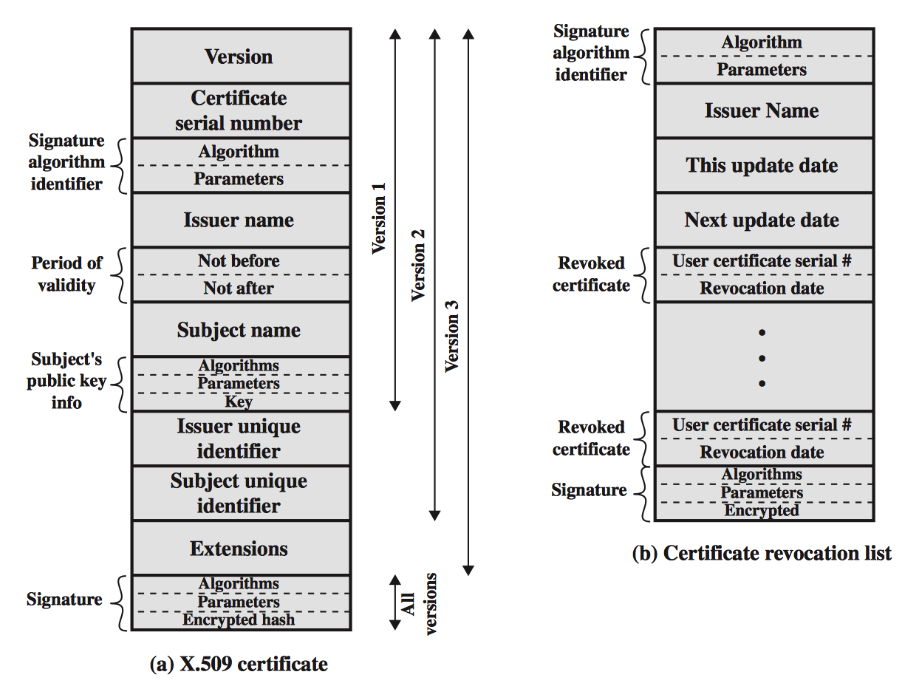 Version
Certificate
serial number
Signature
algorithm
identifier
Algorithm
Parameters
Issuer name
Period of
validity
Not before
Not after
Subject name
Subject's
public key
info
Algorithms
Parameters
Key
Issuer unique
identifier
Subject unique
identifier
Extensions
Signature
Algorithms
Parameters
Encrypted hash
Version 1
Version 2
Version 3
All
versions
(a) X.509 certificate
Signature
algorithm
identifier
Algorithm
Parameters
Issuer Name
This update date
Next update date
Revoked
certificate
User certificate serial #
Revocation date
Revoked
certificate
User certificate serial #
Revocation date
Signature
Algorithms
Parameters
Encrypted
(b) Certificate revocation list